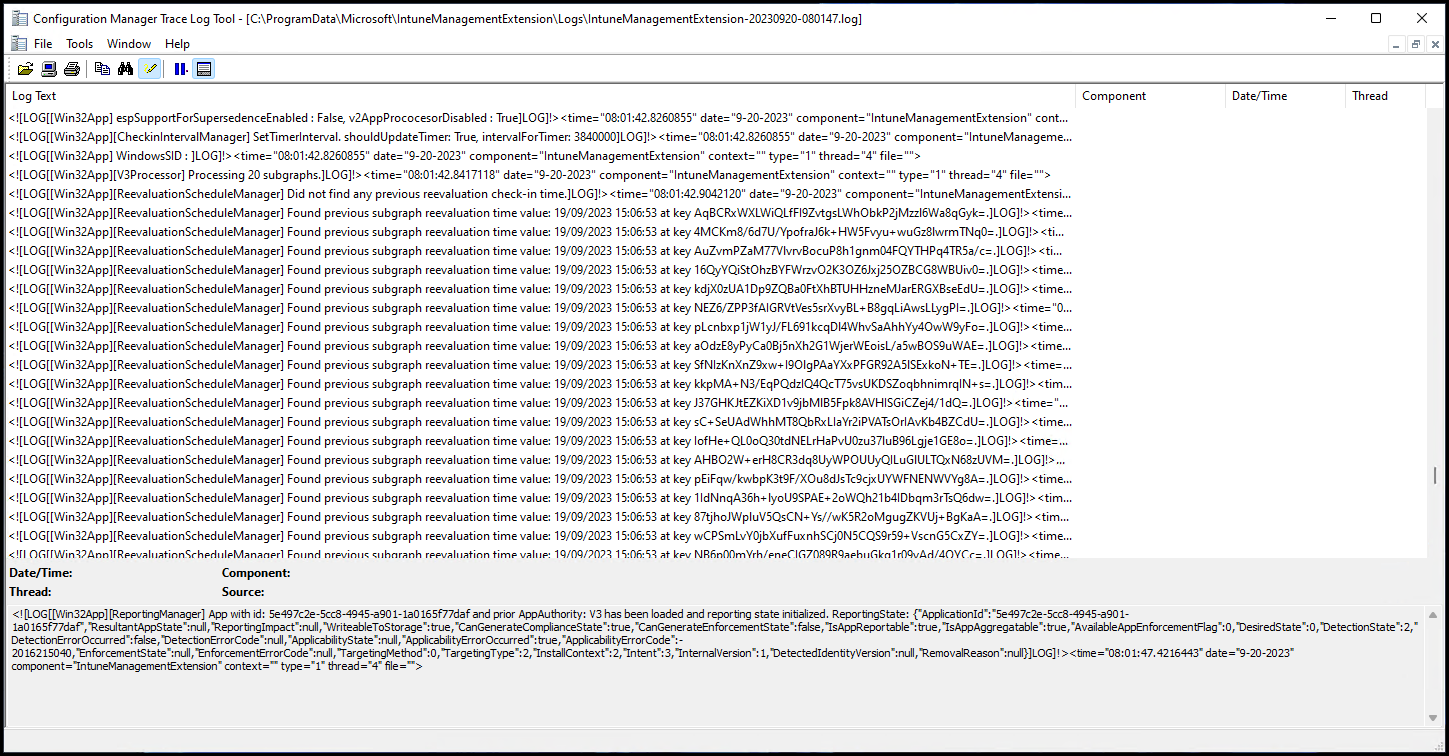 Configuration Manager Trace Log Tool - [C:\ProgramData\Microsoft\IntuneManagementExtension\Logs\IntuneManagementExtension-20230920-080147.log]
File Tools Window Help
Log Text Component Date/Time Thread
<![LOG[[Win32App] espSupportForSupersedenceEnabled : False, v2AppPrococesorDisabled : True]LOG]!><time="08:01:42.8260855" date="9-20-2023" component="IntuneManagementExtension" cont...
<![LOG[[Win32App][CheckinIntervalManager] SetTimerInterval. shouldUpdateTimer: True, intervalForTimer: 3840000]LOG]!><time="08:01:42.8260855" date="9-20-2023" component="IntuneManageme...
<![LOG[[Win32App] WindowsSID : ]LOG]!><time="08:01:42.8260855" date="9-20-2023" component="IntuneManagementExtension" context="" type="1" thread="4" file="">
<![LOG[[Win32App][V3Processor] Processing 20 subgraphs.]LOG]!><time="08:01:42.8417118" date="9-20-2023" component="IntuneManagementExtension" context="" type="1" thread="4" file="">
<![LOG[[Win32App][ReevaluationScheduleManager] Did not find any previous reevaluation check-in time.]LOG]!><time="08:01:42.9042120" date="9-20-2023" component="IntuneManagementExtensi...
<![LOG[[Win32App][ReevaluationScheduleManager] Found previous subgraph reevaluation time value: 19/09/2023 15:06:53 at key AqBCRxWXLWiQLfFl9ZvtgsLWhObkP2jMzzl6Wa8qGyk=.]LOG]!><time...
<![LOG[[Win32App][ReevaluationScheduleManager] Found previous subgraph reevaluation time value: 19/09/2023 15:06:53 at key 4MCKm8/6d7U/YpofraJ6k+HW5Fvyu+wuGz8lwrmTNq0=.]LOG]!><ti...
<![LOG[[Win32App][ReevaluationScheduleManager] Found previous subgraph reevaluation time value: 19/09/2023 15:06:53 at key AuZvmPZaM77VlvrvBocuP8h1gnm04FQYTHPq4TR5a/c=.]LOG]!><ti...
<![LOG[[Win32App][ReevaluationScheduleManager] Found previous subgraph reevaluation time value: 19/09/2023 15:06:53 at key 16QyYQiStOhzBYFWrzvO2K3OZ6Jxj25OZBCG8WBUiv0=.]LOG]!><time...
<![LOG[[Win32App][ReevaluationScheduleManager] Found previous subgraph reevaluation time value: 19/09/2023 15:06:53 at key kdjX0zUA1Dp9ZQBa0FtXhBTUHHzneMJarERGXBseEdU=.]LOG]!><time...
<![LOG[[Win32App][ReevaluationScheduleManager] Found previous subgraph reevaluation time value: 19/09/2023 15:06:53 at key NEZ6/ZPP3fAIGRVtVes5srXvyBL+B8gqLiAwsLLygPI=.]LOG]!><time="0...
<![LOG[[Win32App][ReevaluationScheduleManager] Found previous subgraph reevaluation time value: 19/09/2023 15:06:53 at key pLcnbxp1jW1yJ/FL691kcqDl4WhvSaAhhYy4OwW9yFo=.]LOG]!><time...
<![LOG[[Win32App][ReevaluationScheduleManager] Found previous subgraph reevaluation time value: 19/09/2023 15:06:53 at key aOdzE8yPyCa0Bj5nXh2G1WjerWEoisL/a5wBOS9uWAE=.]LOG]!><time...
<![LOG[[Win32App][ReevaluationScheduleManager] Found previous subgraph reevaluation time value: 19/09/2023 15:06:53 at key SfNlzKnXnZ9xw+l9OIgPAaYXxPFGR92A5lSExkoN+TE=.]LOG]!><time...
<![LOG[[Win32App][ReevaluationScheduleManager] Found previous subgraph reevaluation time value: 19/09/2023 15:06:53 at key kkpMA+N3/EqPQdzlQ4QcT75vsUKDSZoqbhnimrqlN+s=.]LOG]!><tim...
<![LOG[[Win32App][ReevaluationScheduleManager] Found previous subgraph reevaluation time value: 19/09/2023 15:06:53 at key J37GHKJtEZKiXD1v9jbMIB5Fpk8AVHlSGiCZej4/1dQ=.]LOG]!><time="...
<![LOG[[Win32App][ReevaluationScheduleManager] Found previous subgraph reevaluation time value: 19/09/2023 15:06:53 at key sC+SeUAdWhhMT8QbRxLlaYr2iPVATsOrlAvKb4BZCdU=.]LOG]!><time...
<![LOG[[Win32App][ReevaluationScheduleManager] Found previous subgraph reevaluation time value: 19/09/2023 15:06:53 at key lofHe+QL0oQ30tdNELrHaPvU0zu37luB96Lgje1GE8o=.]LOG]!><time=...
<![LOG[[Win32App][ReevaluationScheduleManager] Found previous subgraph reevaluation time value: 19/09/2023 15:06:53 at key AHBO2W+erH8CR3dq8UyWPOUUyQlLuGIULTQxN68zUVM=.]LOG]!>...
<![LOG[[Win32App][ReevaluationScheduleManager] Found previous subgraph reevaluation time value: 19/09/2023 15:06:53 at key pEiFqw/kwbpK3t9F/XOu8dJsTc9cjxUYWFNENWVYg8A=.]LOG]!><time...
<![LOG[[Win32App][ReevaluationScheduleManager] Found previous subgraph reevaluation time value: 19/09/2023 15:06:53 at key 1ldNnqA36h+lyoU9SPAE+2oWQh21b4lDbqm3rTsQ6dw=.]LOG]!><tim...
<![LOG[[Win32App][ReevaluationScheduleManager] Found previous subgraph reevaluation time value: 19/09/2023 15:06:53 at key 87tjhoJWpluV5QsCN+Ys//wK5R2oMgugZKVUj+BgKaA=.]LOG]!><tim...
<![LOG[[Win32App][ReevaluationScheduleManager] Found previous subgraph reevaluation time value: 19/09/2023 15:06:53 at key wCPSmLvY0jbXufFuxnhSCj0N5CQS9r59+VscnG5CxZY=.]LOG]!><time...
<![LOG[[Win32App][ReevaluationScheduleManager] Found previous subgraph reevaluation time value: 19/09/2023 15:06:53 at key
Date/Time: Component:
Thread: Source:
<![LOG[[Win32App][ReportingManager] App with id: 5e497c2e-5cc8-4945-a901-1a0165f77daf and prior AppAuthority: V3 has been loaded and reporting state initialized. ReportingState: {"ApplicationId":"5e497c2e-5cc8-4945-a901-
1a0165f77daf","ResultantAppState":null,"ReportingImpact":null,"WriteableToStorage":true,"CanGenerateComplianceState":true,"CanGenerateEnforcementState":false,"IsAppReportable":true,"IsAppAggregatable":true,"AvailableAppEnforcementFlag":0,"DesiredState":0,"DetectionState":2,"
DetectionErrorOccurred":false,"DetectionErrorCode":null,"ApplicabilityState":null,"ApplicabilityErrorOccurred":true,"ApplicabilityErrorCode":-
2016215040,"EnforcementState":null,"EnforcementErrorCode":null,"TargetingMethod":0,"TargetingType":2,"InstallContext":2,"Intent":3,"InternalVersion":1,"DetectedIdentityVersion":null,"RemovalReason":null}]LOG]!><time="08:01:47.4216443" date="9-20-2023"
component="IntuneManagementExtension" context="" type="1" thread="4" file="">